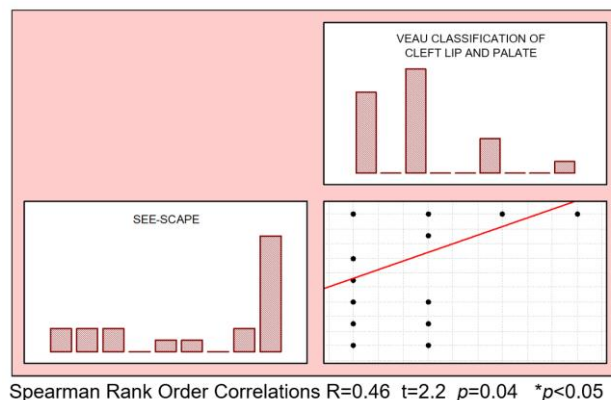 VEAU CLASSIFICATION OF
CLEFT LIP AND PALATE
SEE-SCAPE
Spearman Rank Order Correlations R=0.46 t=2.2 p=0.04 *p<0.05